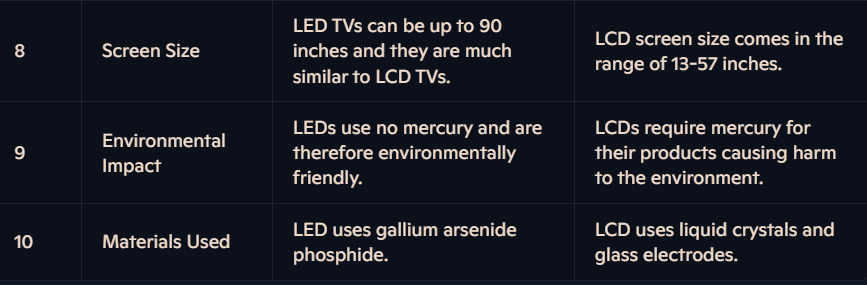 8
Screen Size
LED TVs can be up to 90
inches and they are much
similar to LCD TVs.
LCD screen size comes in the
range of 13-57 inches.
9
Environmental
Impact
LEDs use no mercury and are
therefore environmentally
friendly.
LCDs require mercury for
their products causing harm
to the environment.
10
Materials Used
LED uses gallium arsenide
phosphide.
LCD uses liquid crystals and
glass electrodes.